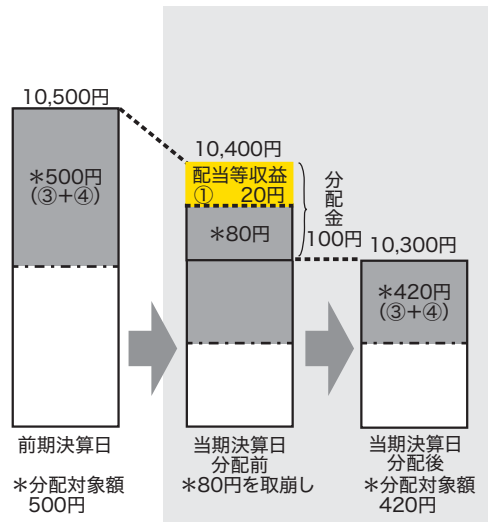 10,500円
*500円
(③+④)
前期決算日
*分配対象額
500円
10,400円
配当等収益
① 20円
*80円
分配金
100円
当期決算日
分配前
*80円を取崩し
10,300円
*420円
(③+④)
当期決算日
分配後
*分配対象額
420円